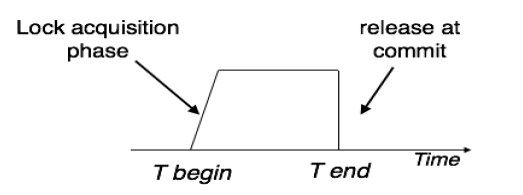 Lock acquisition
phase
release at
commit
T begin
T end
Time